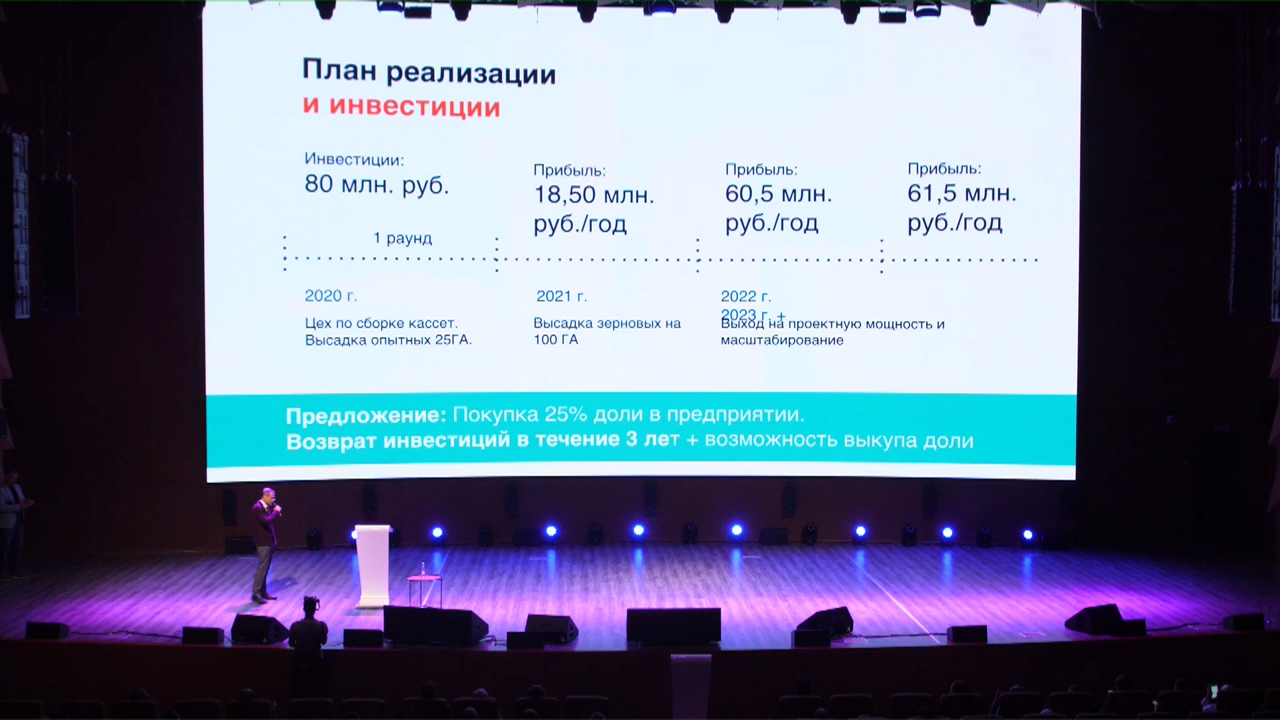 План реализации
и инвестиции
Инвестиции:
80 млн. руб.
Прибыль:
18,50 млн.
руб./год
Прибыль:
60,5 млн.
руб./год
Прибыль:
61,5 млн.
руб./год
1 раунд
2020 г.
Цех по сборке кассет.
Высадка опытных 25ГА.
2021 г.
Высадка зерновых на
100 ГА
2022 г.
2023 г. +
Выход на проектную мощность и
масштабирование
Предложение: Покупка 25% доли в предприятии.
Возврат инвестиций в течение 3 лет + возможность выкупа доли